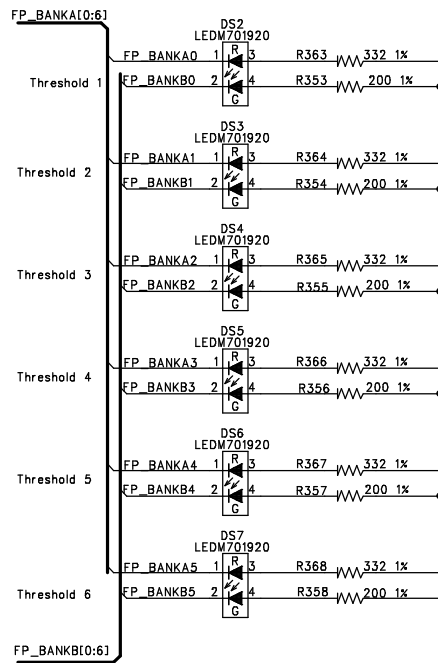 FP_BANKA[0:6]
DS2
LEDM701920
FP_BANKA0 1 R 3 R363 332 1%
Threshold 1
FP_BANKB0 2 4 R353 200 1%
G
DS3
LEDM701920
FP_BANKA1 1 R 3 R364 332 1%
Threshold 2
FP_BANKB1 2 4 R354 200 1%
G
DS4
LEDM701920
FP_BANKA2 1 R 3 R365 332 1%
Threshold 3
FP_BANKB2 2 4 R355 200 1%
G
DS5
LEDM701920
FP_BANKA3 1 R 3 R366 332 1%
Threshold 4
FP_BANKB3 2 4 R356 200 1%
G
DS6
LEDM701920
FP_BANKA4 1 R 3 R367 332 1%
Threshold 5
FP_BANKB4 2 4 R357 200 1%
G
DS7
LEDM701920
FP_BANKA5 1 R 3 R368 332 1%
Threshold 6
FP_BANKB5 2 4 R358 200 1%
G
FP_BANKB[0:6]